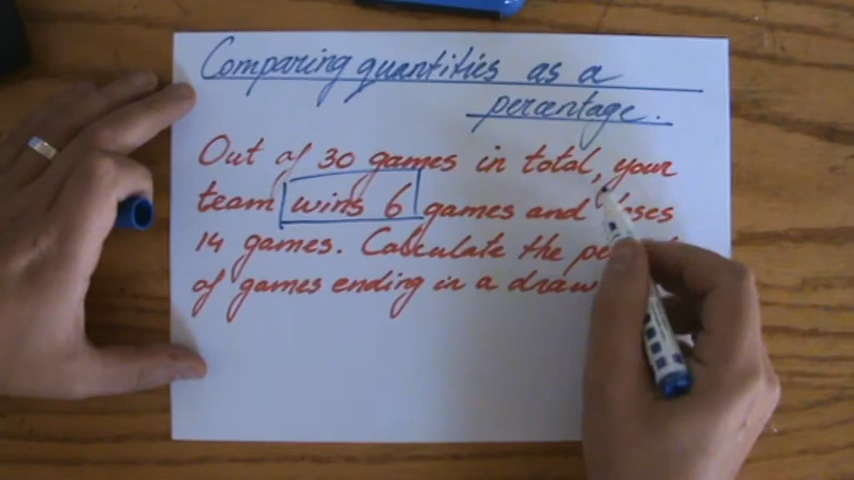 Comparing quantities as a
percentage.
Out of 30 games in total, your
team wins 6 games and loses
14 games. Calculate the
of games ending in a draw